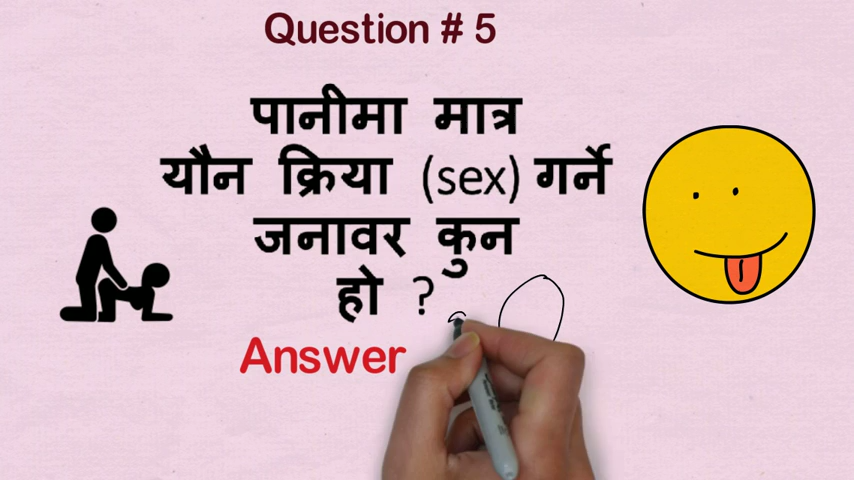 Question # 5
पानीमा मात्र
यौन क्रिया (sex) गर्ने
जनावर कुन
हो ?
Answer